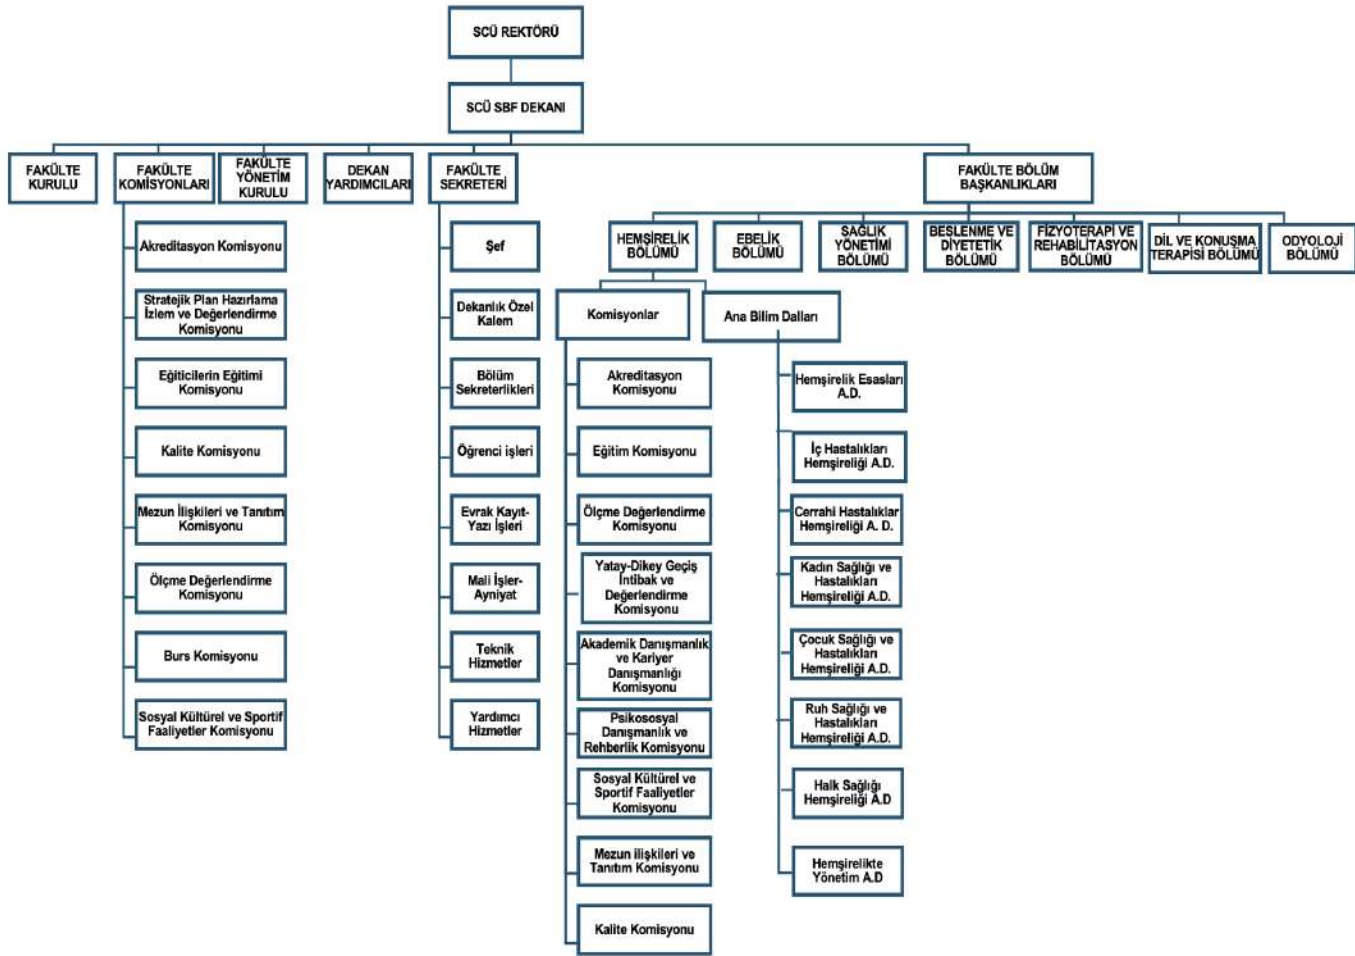 SCÜ REKTÖRÜ
SCÜ SBF DEKANI
FAKÜLTE
KURULU
FAKÜLTE
KOMİSYONLARI
FAKÜLTE
YÖNETİM
KURULU
DEKAN
YARDIMCILARI
FAKÜLTE
SEKRETERİ
FAKÜLTE BÖLÜM
BAŞKANLIKLARI
HEMŞİRELİK
BÖLÜMÜ
EBELİK
BÖLÜMÜ
SAĞLIK
YÖNETİMİ
BÖLÜMÜ
BESLENME VE
DİYETETİK
BÖLÜMÜ
FİZYOTERAPİ VE
REHABİLİTASYON
BÖLÜMÜ
DİL VE KONUŞMA
TERAPİSİ BÖLÜMÜ
ODYOLOJİ
BÖLÜMÜ
Akreditasyon Komisyonu
Stratejik Plan Hazırlama
İzlem ve Değerlendirme
Komisyonu
Eğiticilerin Eğitimi
Komisyonu
Kalite Komisyonu
Mezun İlişkileri ve Tanıtım
Komisyonu
Ölçme Değerlendirme
Komisyonu
Burs Komisyonu
Sosyal Kültürel ve Sportif
Faaliyetler Komisyonu
Şef
Dekanlık Özel
Kalem
Bölüm
Sekreterlikleri
Öğrenci işleri
Evrak Kayıt-
Yazı İşleri
Mali İşler-
Ayniyat
Teknik
Hizmetler
Yardımcı
Hizmetler
Komisyonlar
Akreditasyon
Komisyonu
Eğitim Komisyonu
Ölçme Değerlendirme
Komisyonu
Yatay-Dikey Geçiş
İntibak ve
Değerlendirme
Komisyonu
Akademik Danışmanlık
ve Kariyer
Danışmanlığı
Komisyonu
Psikososyal
Danışmanlık ve
Rehberlik Komisyonu
Sosyal Kültürel ve
Sportif Faaliyetler
Komisyonu
Mezun ilişkileri ve
Tanıtım Komisyonu
Kalite Komisyonu
Ana Bilim Dalları
Hemşirelik Esasları
A.D.
İç Hastalıkları
Hemşireliği A.D.
Cerrahi Hastalıklar
Hemşireliği A. D.
Kadın Sağlığı ve
Hastalıkları
Hemşireliği A.D.
Çocuk Sağlığı ve
Hastalıkları
Hemşireliği A.D.
Ruh Sağlığı ve
Hastalıkları
Hemşireliği A.D.
Halk Sağlığı
Hemşireliği A.D
Hemşirelikte
Yönetim A.D